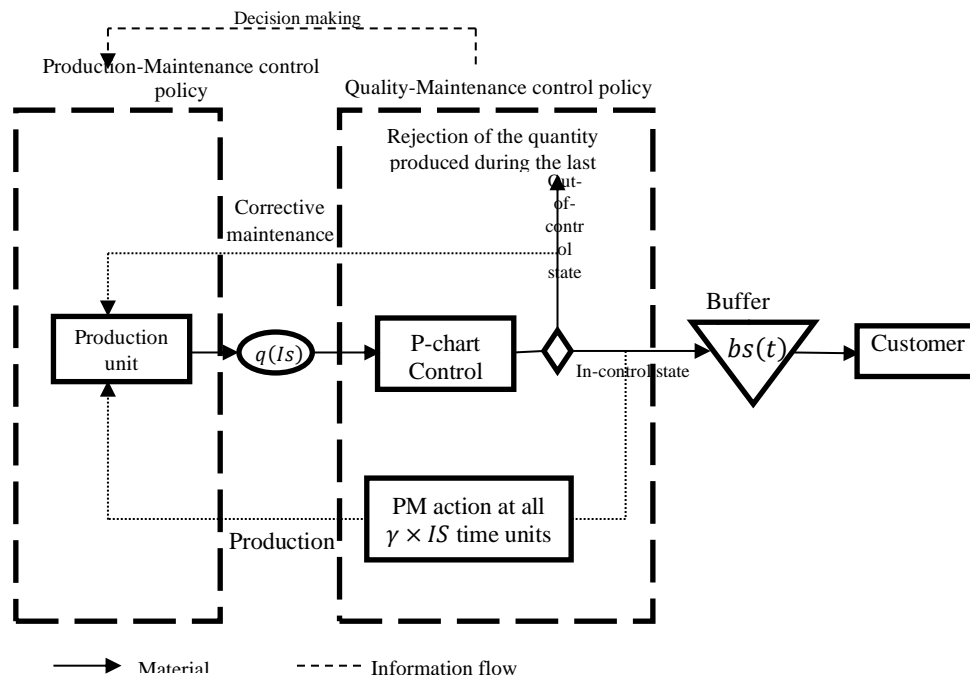 Decision making
Production-Maintenance control
policy
Quality-Maintenance control policy
Rejection of the quantity
produced during the last
Out-
of-
contr
ol
state
Corrective
maintenance
Production
unit
q(Is)
P-chart
Control
In-control state
Buffer
bs(t)
Customer
PM action at all
γ × IS time units
Production
Material
Information flow